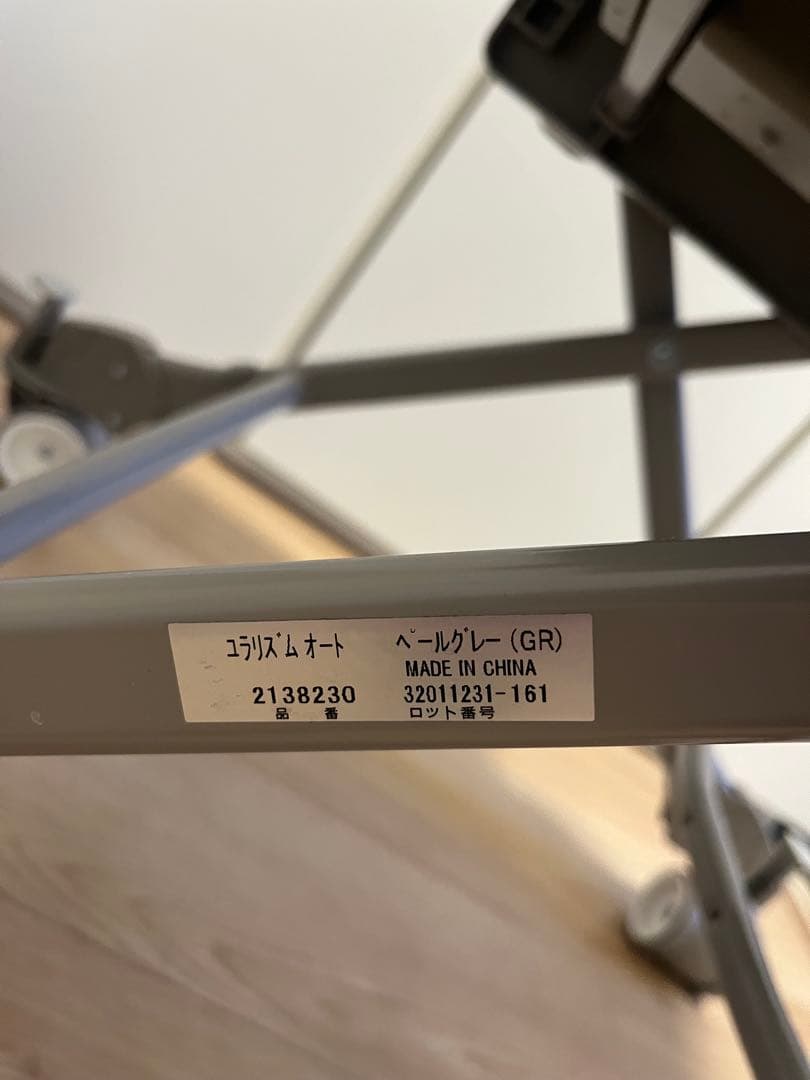 ユラリズム オート ペールグレー (GR)
MADE IN CHINA
2138230 32011231-161
品 番 ロット番号